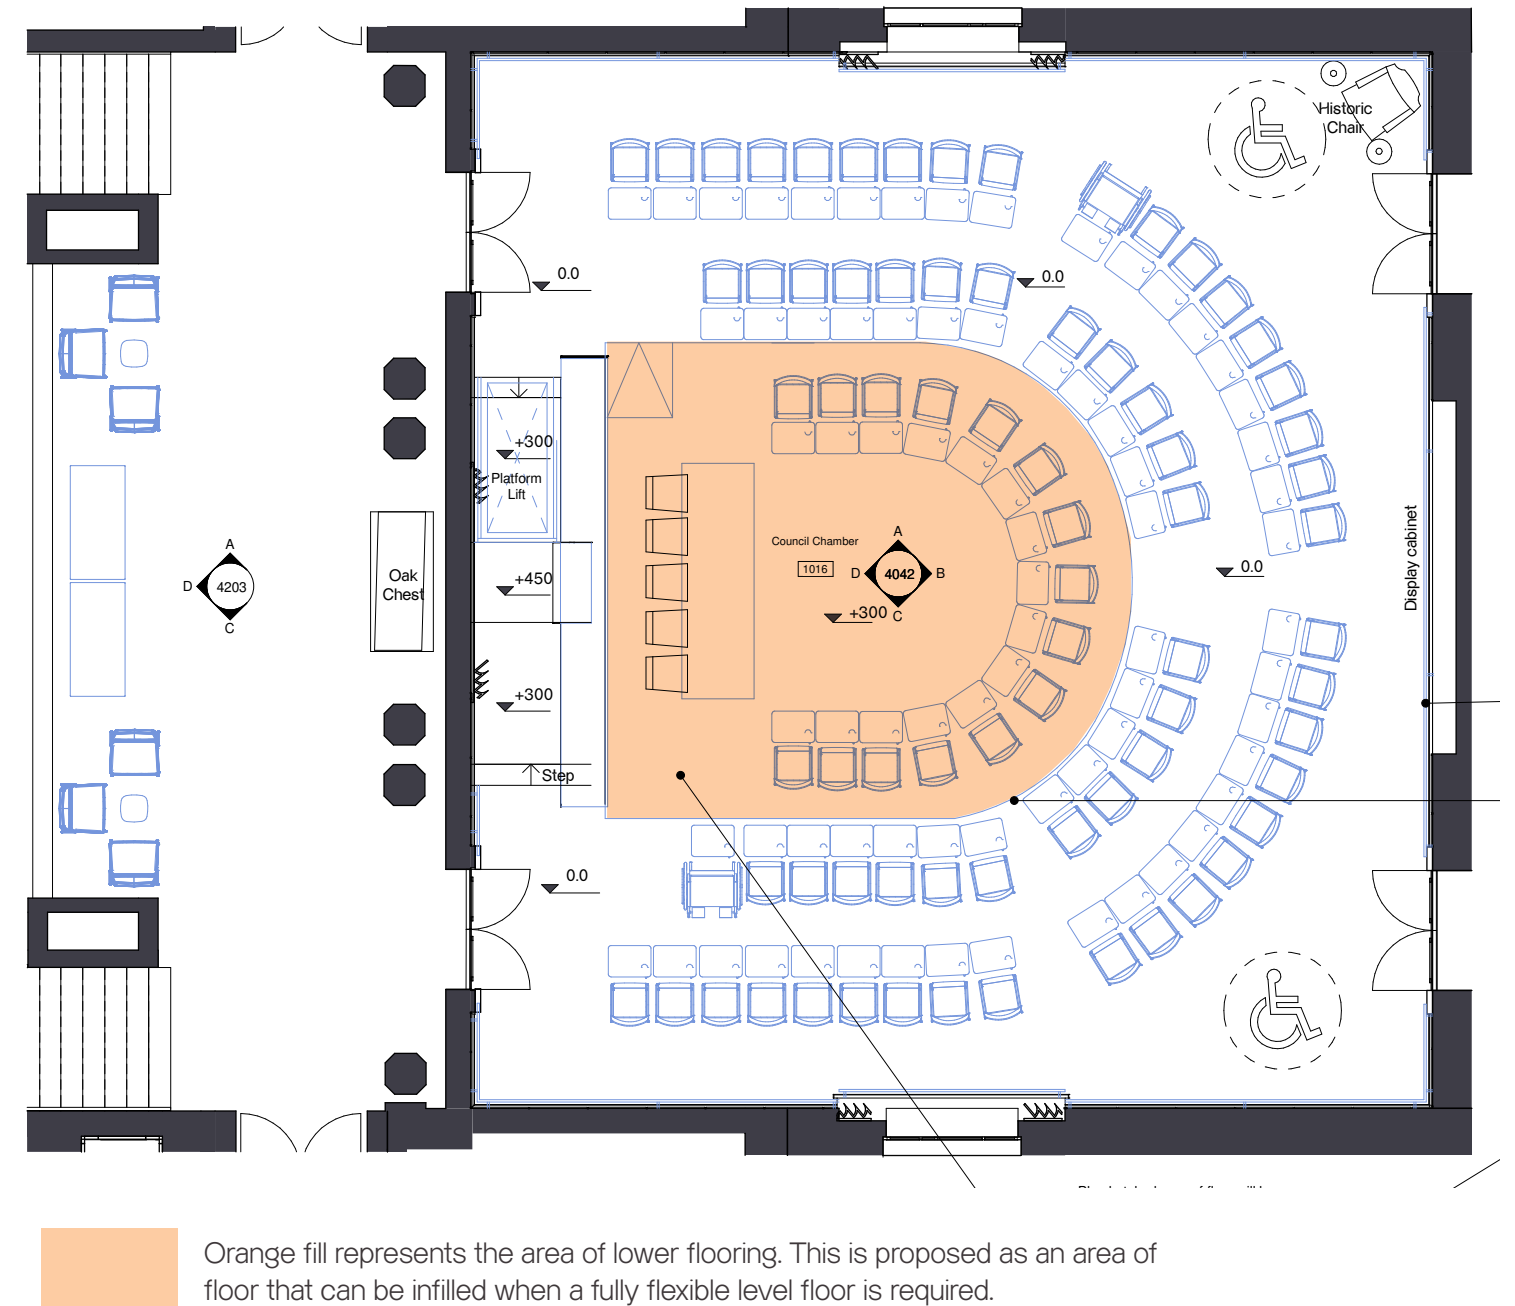 Historic
Chair
0.0
0.0
+300
Platform
Lift
Council Chamber
1016
A
D
4042
B
C
+300
A
D
4203
C
Oak
Chest
+450
0.0
Display cabinet
+300
Step
0.0
Orange fill represents the area of lower flooring. This is proposed as an area of
floor that can be infilled when a fully flexible level floor is required.